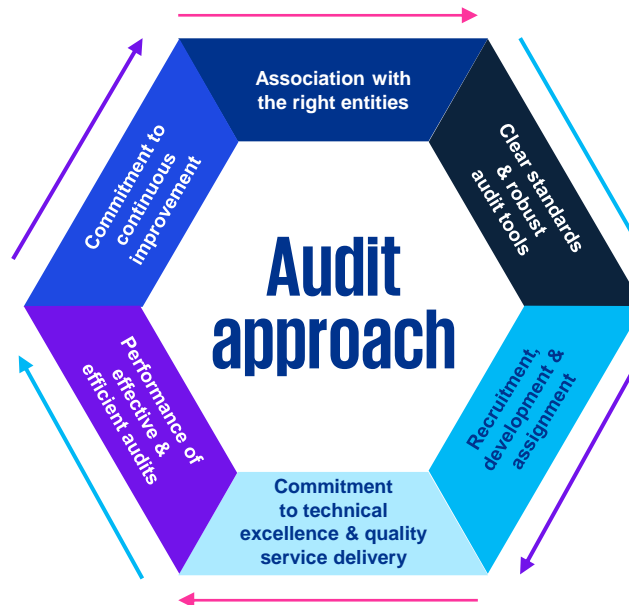 Association with
the right entities
Clear standards
& robust
audit tools
Recruitment,
development &
assignment
Commitment
to technical
excellence & quality
service delivery
Performance of
effective &
efficient audits
Commitment to
continuous
improvement
Audit
approach